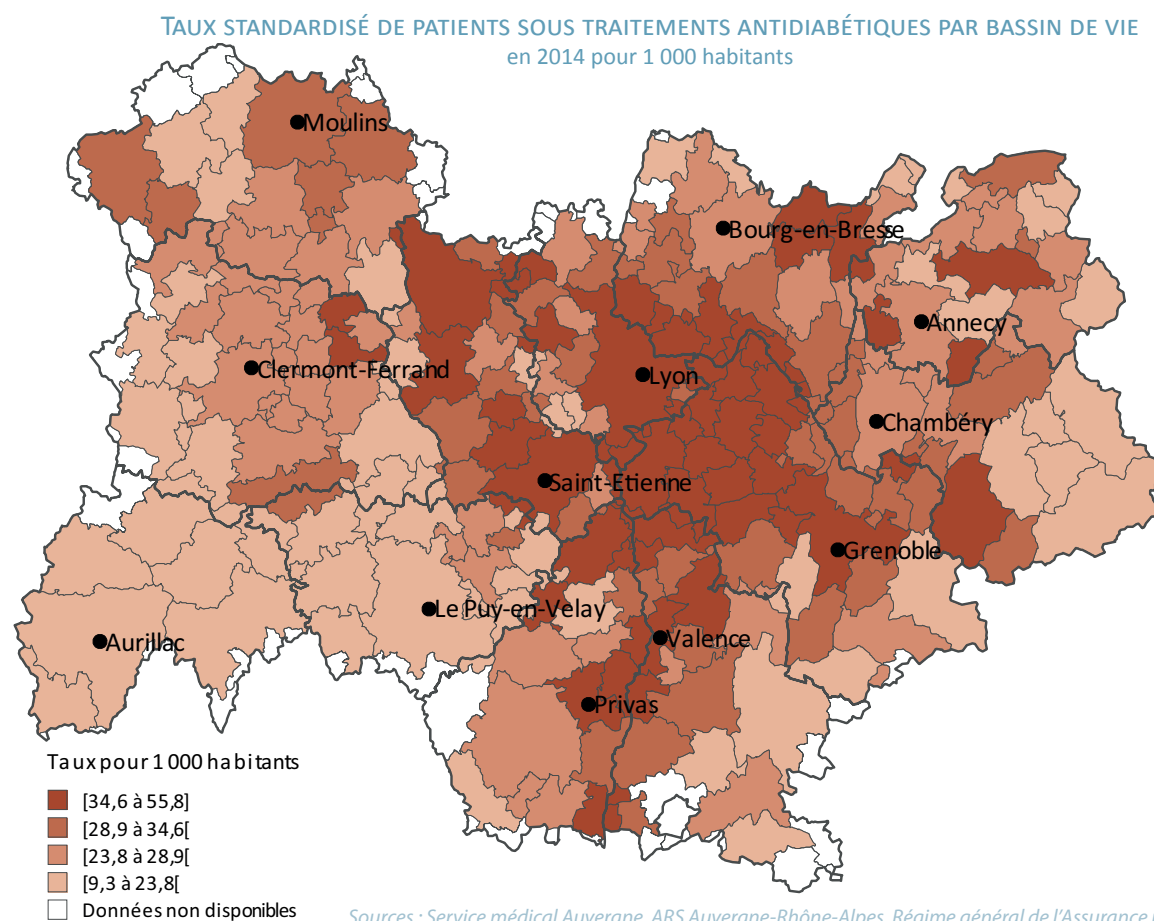 TAUX STANDARDISÉ DE PATIENTS SOUS TRAITEMENTS ANTIDIABÉTIQUES PAR BASSIN DE VIE
en 2014 pour 1 000 habitants
Moulins
Bourg-en-Bresse
Annecy
Clermont-Ferrand
Lyon
Chambéry
Saint-Etienne
Grenoble
Le Puy-en-Velay
Aurillac
Valence
Privas
Taux pour 1 000 habitants
[34,6 à 55,8]
[28,9 à 34,6[
[23,8 à 28,9[
[9,3 à 23,8[
Données non disponibles
Sources : Service médical Auvergne, ARS Auvergne-Rhône-Alpes, Régime général de l'Assurance